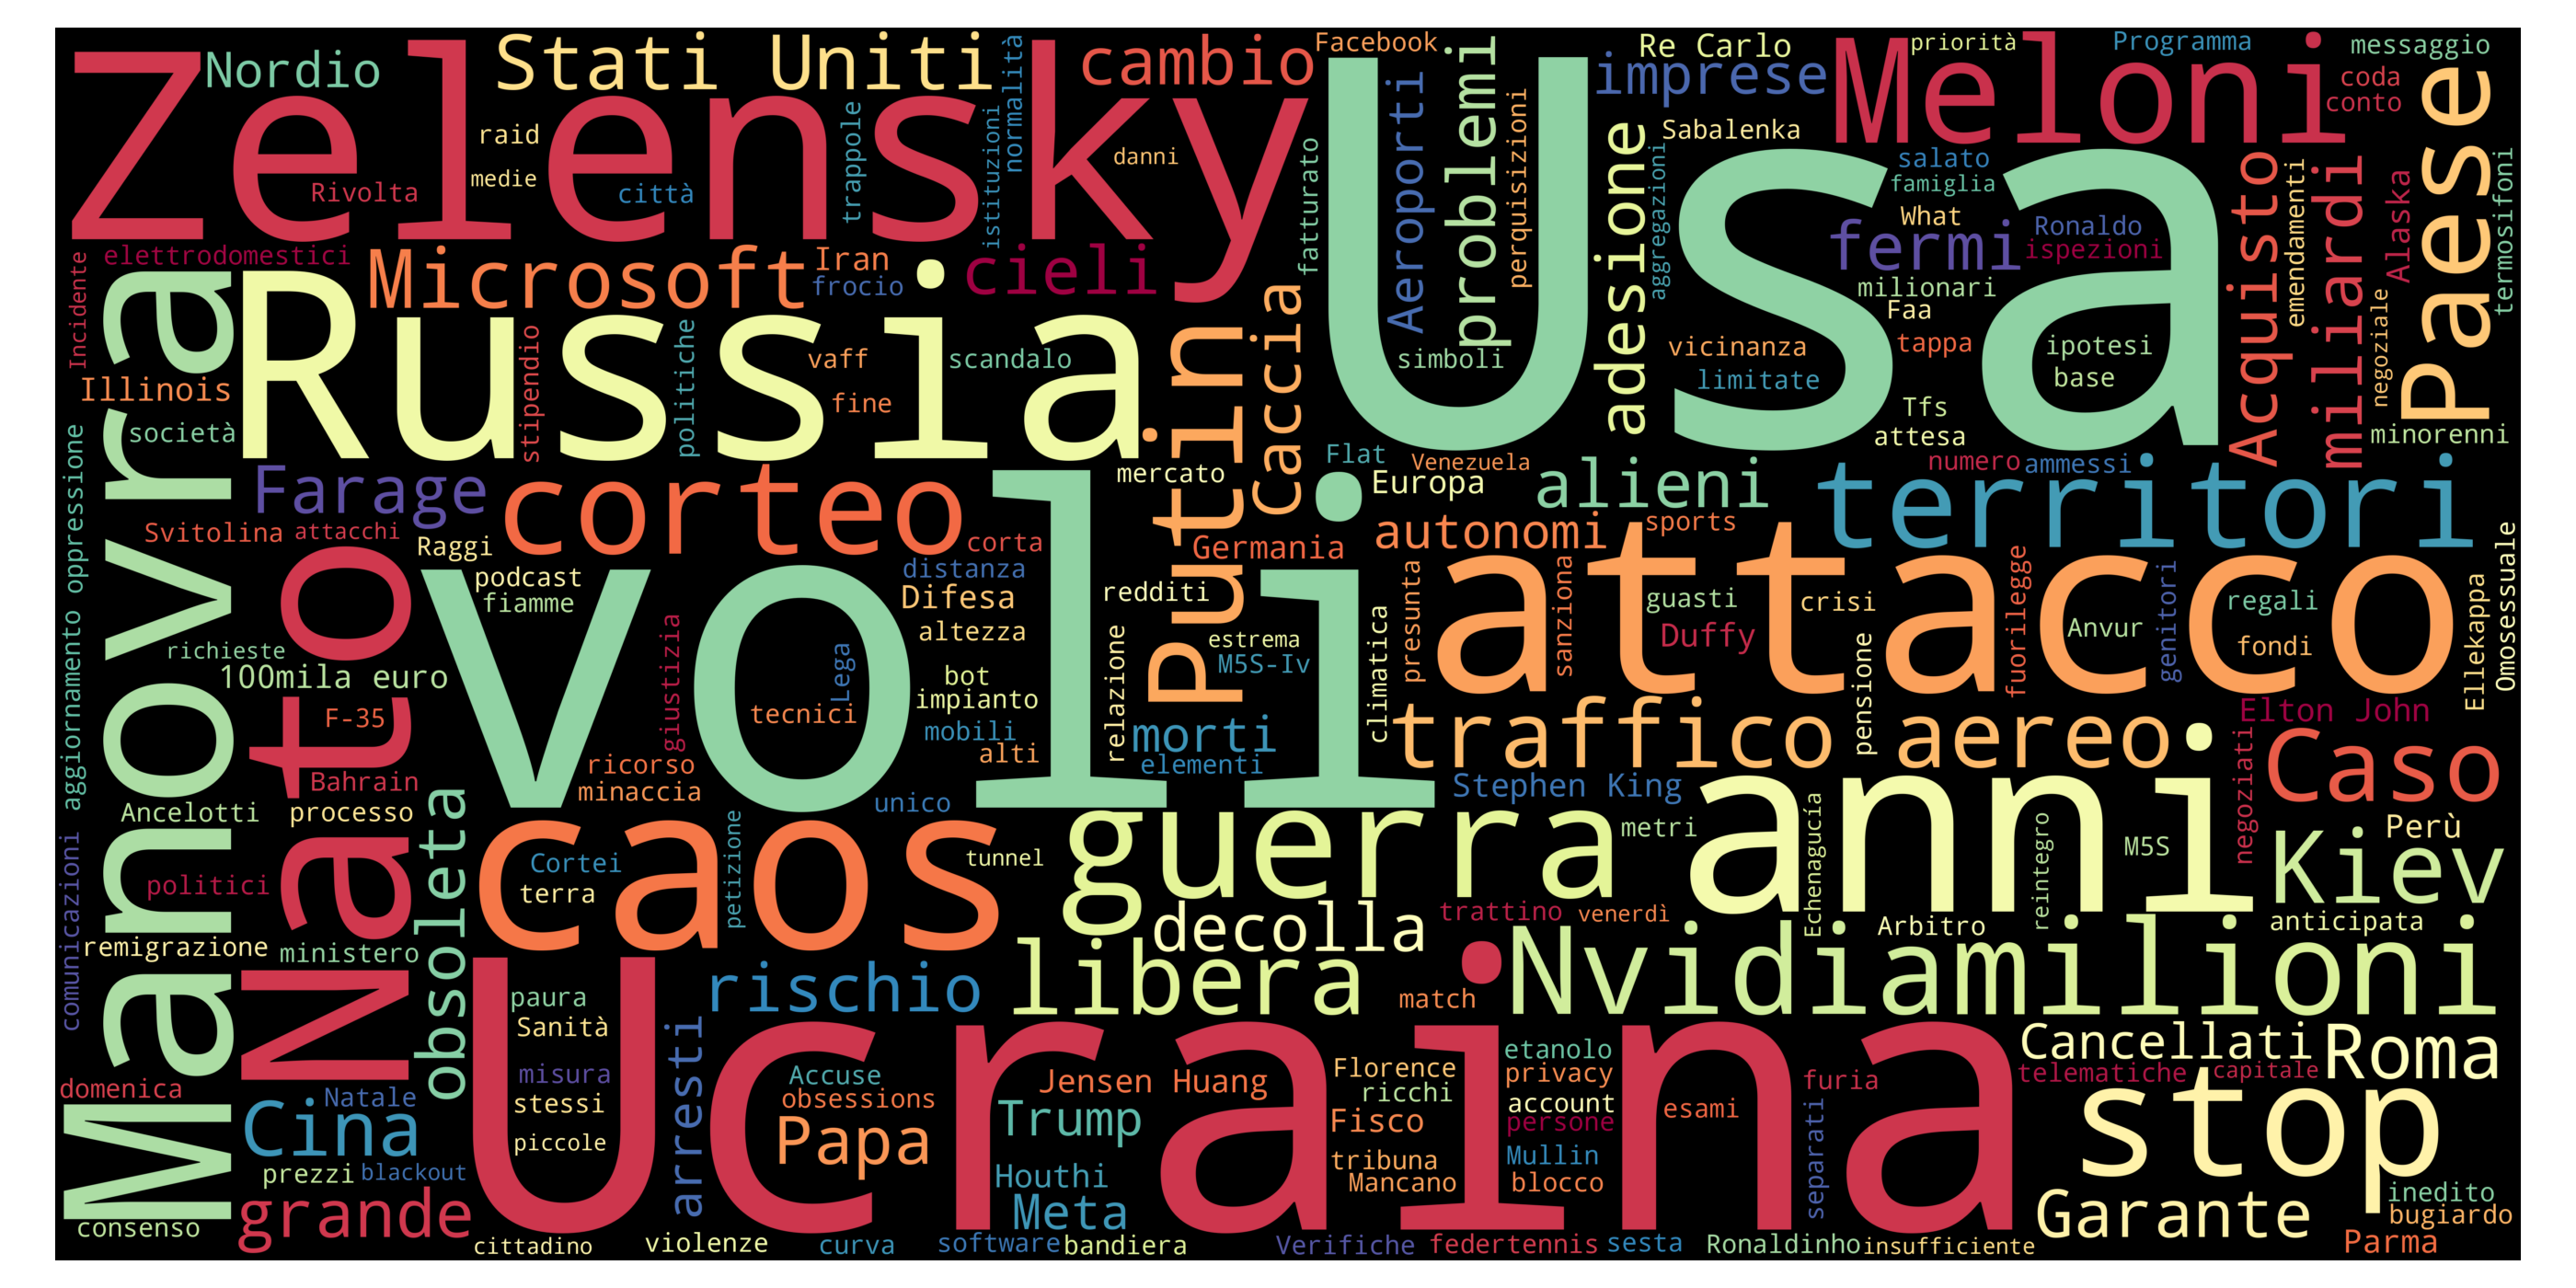 Zelensky
Usa
voli
Ucraina
Russia
attacco
Manovra
Nato
caos
anni
guerra
stop
Meloni
Paese
territori
corteo
Putin
Nvidia
milioni
libera
Kiev
Caso
traffico aereo
Microsoft
Stati Uniti
cambio
cieli
Nordio
raid
medie
Rivolta
città
trappole
istituzioni
normalità
danni
Facebook
fatturato
Aeroporti
problemi
perquisizioni
imprese
Re Carlo
priorità
Programma
messaggio
coda
conto
Sabalenka
adesione
aggregazioni
salato
famiglia
What
Ronaldo
fermi
ispezioni
milionari
Faa
Acquisto
emendamenti
miliardi
Alaska
negoziale
termosifoni
minorenni
elettrodomestici
Incidente
Iran
frocio
Illinois
società
stipendio
politiche
vaff
fine
scandalo
Caccia
simboli
vicinanza
limitate
tappa
ipotesi
base
Tfs
attesa
numero
ammessi
Farage
Svitolina
attacchi
Raggi
podcast
fiamme
aggiornamento
oppressione
richieste
100mila euro
F-35
Bahrain
Ancelotti
processo
politici
obsoleta
remigrazione
ministero
comunicazioni
domenica
corta
distanza
Difesa
altezza
bot
impianto
mobili
alti
tecnici
Lega
giustizia
ricorso
minaccia
unico
petizione
Cortei
terra
tunnel
mercato
Flat
Venezuela
Europa
alieni
Germania
autonomi
sports
redditi
estrema
M5S-Iv
relazione
morti
elementi
climatica
presunta
sanziona
guasti
Duffy
crisi
pensione
fuorilegge
Anvur
genitori
regali
fondi
Ellekappa
Omosessuale
Elton John
negoziati
Perù
M5S
reintegro
Echenagucía
Stephen King
metri
decolla
trattino
venerdì
match
Arbitro
anticipata
rischio
paura
Sanità
misura
stessi
piccole
arresti
Accuse
obsessions
Papa
Jensen Huang
Trump
Houthi
Meta
Florence
ricchi
Fisco
tribuna
Mancano
etanolo
privacy
account
persone
Mullin
blocco
esami
furia
separati
Cancellati
Roma
telematiche
capitale
Garante
inedito
bugiardo
Parma
Natale
Cina
prezzi
blackout
grande
consenso
cittadino
violenze
curva
software
bandiera
Verifiche
federtennis
sesta
Ronaldinho
insufficiente